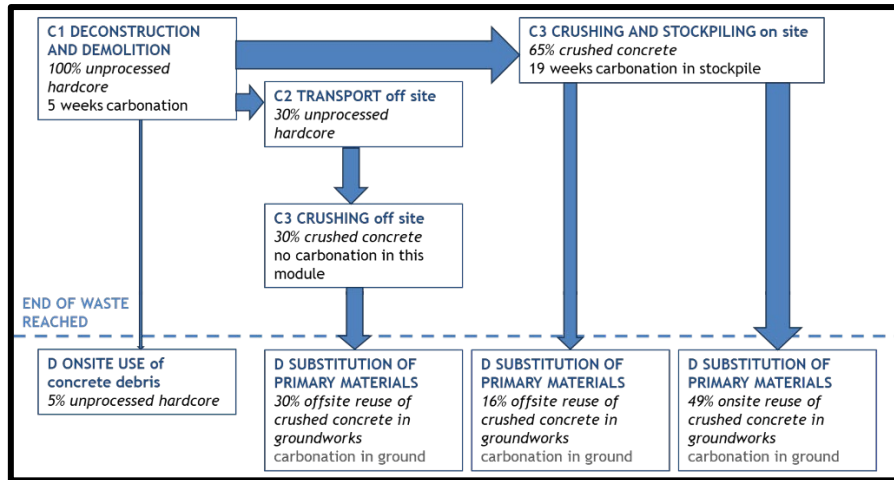 C1 DECONSTRUCTION
AND DEMOLITION
100% unprocessed
hardcore
5 weeks carbonation
C3 CRUSHING AND STOCKPILING on site
65% crushed concrete
19 weeks carbonation in stockpile
C2 TRANSPORT off site
30% unprocessed
hardcore
C3 CRUSHING off site
30% crushed concrete
no carbonation in this
module
END OF WASTE
REACHED
D ONSITE USE of
concrete debris
5% unprocessed hardcore
D SUBSTITUTION OF
PRIMARY MATERIALS
30% offsite reuse of
crushed concrete in
groundworks
carbonation in ground
D SUBSTITUTION OF
PRIMARY MATERIALS
16% offsite reuse of
crushed concrete in
groundworks
carbonation in ground
D SUBSTITUTION OF
PRIMARY MATERIALS
49% onsite reuse of
crushed concrete in
groundworks
carbonation in ground